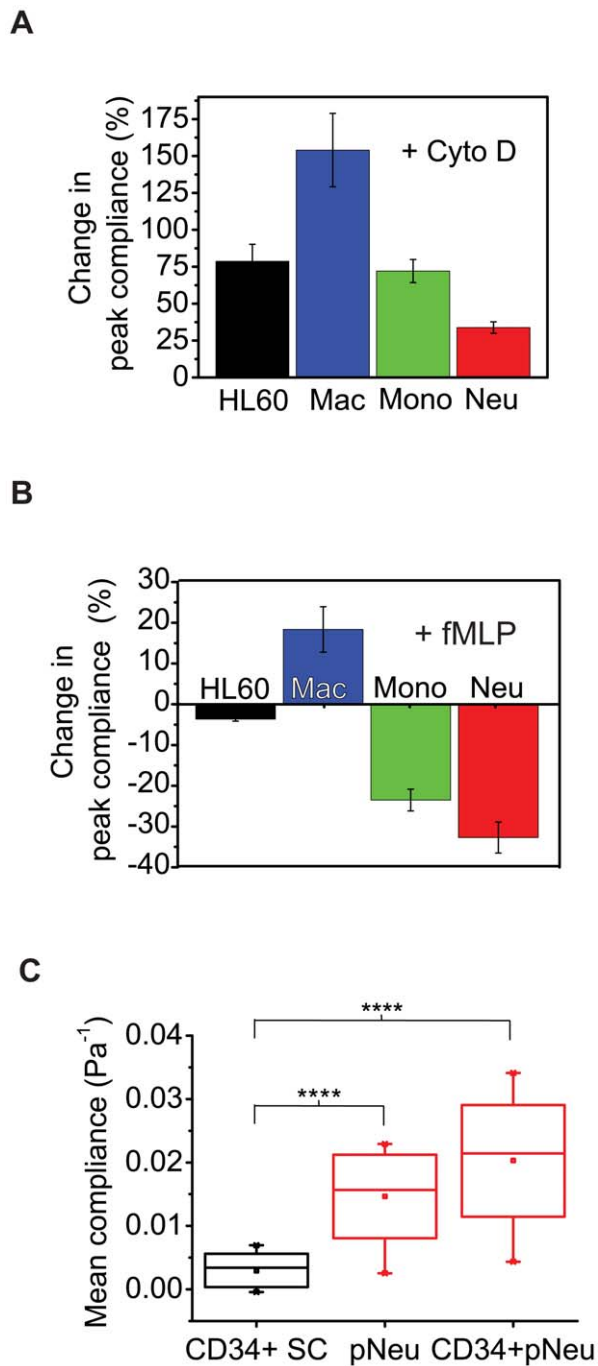 A
Change in
peak compliance (%)
175
150
125
100
75
50
25
0
+ Cyto D
HL60 Mac Mono Neu
B
Change in
peak compliance (%)
30
20
10
0
-10
-20
-30
-40
+ fMLP
HL60 Mac Mono Neu
C
Mean compliance (Pa⁻¹)
0.04
0.03
0.02
0.01
0.00
****
****
CD34+ SC pNeu CD34+pNeu